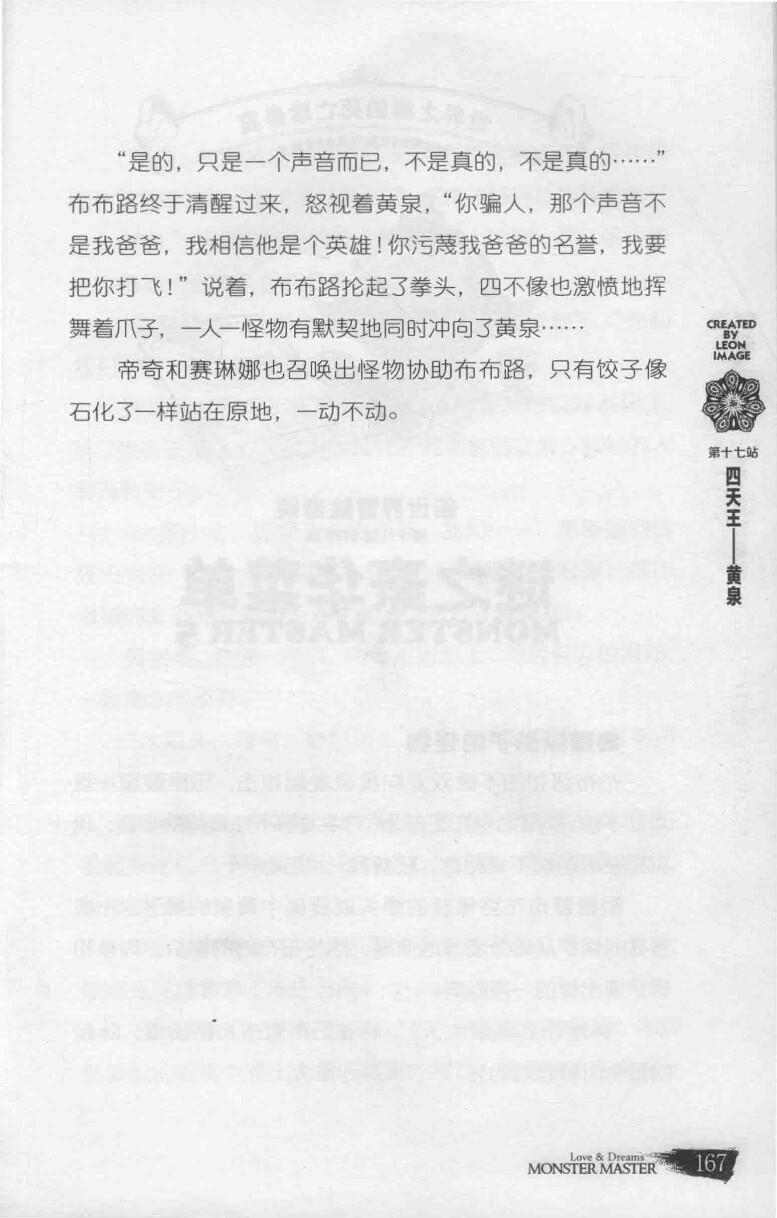 “是的，只是一个声音而已，不是真的，不是真的……”
布布路终于清醒过来，怒视着黄泉，“你骗人，那个声音不
是我爸爸，我相信他是个英雄！你污蔑我爸爸的名誉，我要
把你打飞！”说着，布布路抡起了拳头，四不像也激愤地挥
舞着爪子，一人一怪物有默契地同时冲向了黄泉……
帝奇和赛琳娜也召唤出怪物协助布布路，只有饺子像
石化了一样站在原地，一动不动。
CREATED
BY
LEON
IMAGE
第十七站
四天王——黄泉
Love & Dreams
MONSTER MASTER
167